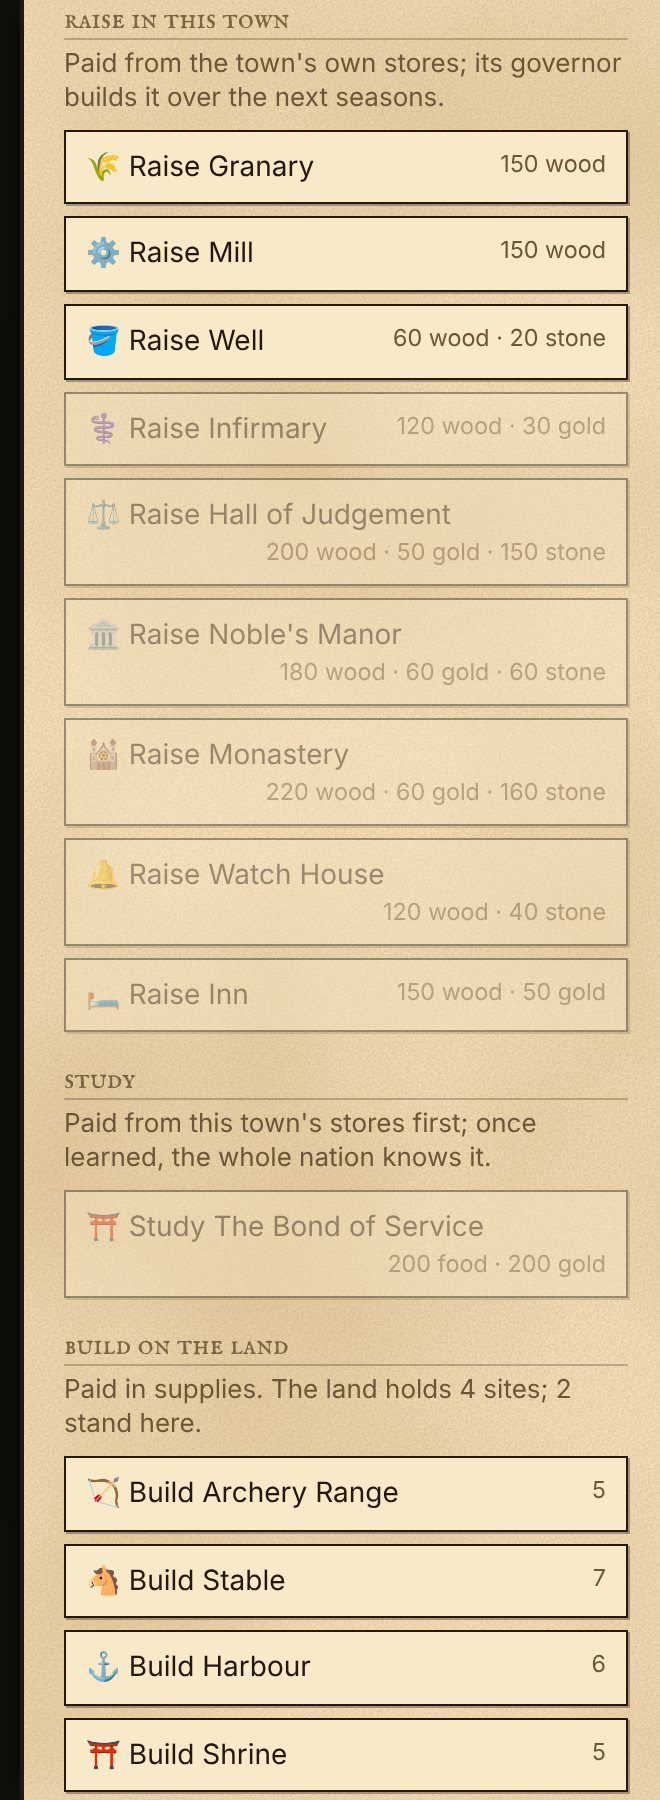 RAISE IN THIS TOWN
Paid from the town's own stores; its governor
builds it over the next seasons.
Raise Granary 150 wood
Raise Mill 150 wood
Raise Well 60 wood · 20 stone
Raise Infirmary 120 wood · 30 gold
Raise Hall of Judgement
200 wood · 50 gold · 150 stone
Raise Noble's Manor
180 wood · 60 gold · 60 stone
Raise Monastery
220 wood · 60 gold · 160 stone
Raise Watch House
120 wood · 40 stone
Raise Inn 150 wood · 50 gold
STUDY
Paid from this town's stores first; once
learned, the whole nation knows it.
Study The Bond of Service
200 food · 200 gold
BUILD ON THE LAND
Paid in supplies. The land holds 4 sites; 2
stand here.
Build Archery Range 5
Build Stable 7
Build Harbour 6
Build Shrine 5